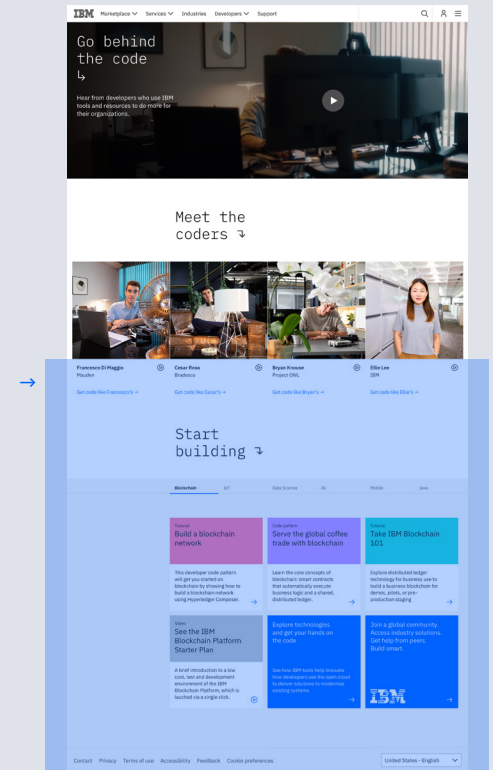 IBM Marketplace Services Industries Developers Support
Go behind
the code
↳
Hear from developers who use IBM
tools and resources to do more for
their organizations.
Meet the
coders
Francesco Di Maggio
Mauden
Get code like Francesco's →
Cesar Rosa
Bradesco
Get code like Cesar's →
Bryan Krouse
Project OWL
Get code like Bryan's →
Ellie Lee
IBM
Get code like Ellie's →
→
Start
building
Blockchain IoT Data Science AI Mobile Java
Tutorial
Build a blockchain
network
This developer code pattern
will get you started on
blockchain by showing how to
build a blockchain network
using Hyperledger Composer.
→
Code pattern
Serve the global coffee
trade with blockchain
Learn the core concepts of
blockchain: smart contracts
that automatically execute
business logic and a shared,
distributed ledger.
→
Tutorial
Take IBM Blockchain
101
Explore distributed ledger
technology for business use to
build a business blockchain for
demos, pilots, or pre-
production staging
→
Video
See the IBM
Blockchain Platform
Starter Plan
A brief introduction to a low
cost, test and development
environment of the IBM
Blockchain Platform, which is
lauched via a single click.
Explore technologies
and get your hands on
the code
See how IBM tools help innovate
how developers use the open cloud
to deliver solutions to modernize
existing systems.
→
Join a global community.
Access industry solutions.
Get help from peers.
Build smart.
IBM
→
Contact Privacy Terms of use Accessibility Feedback Cookie preferences
United States - English